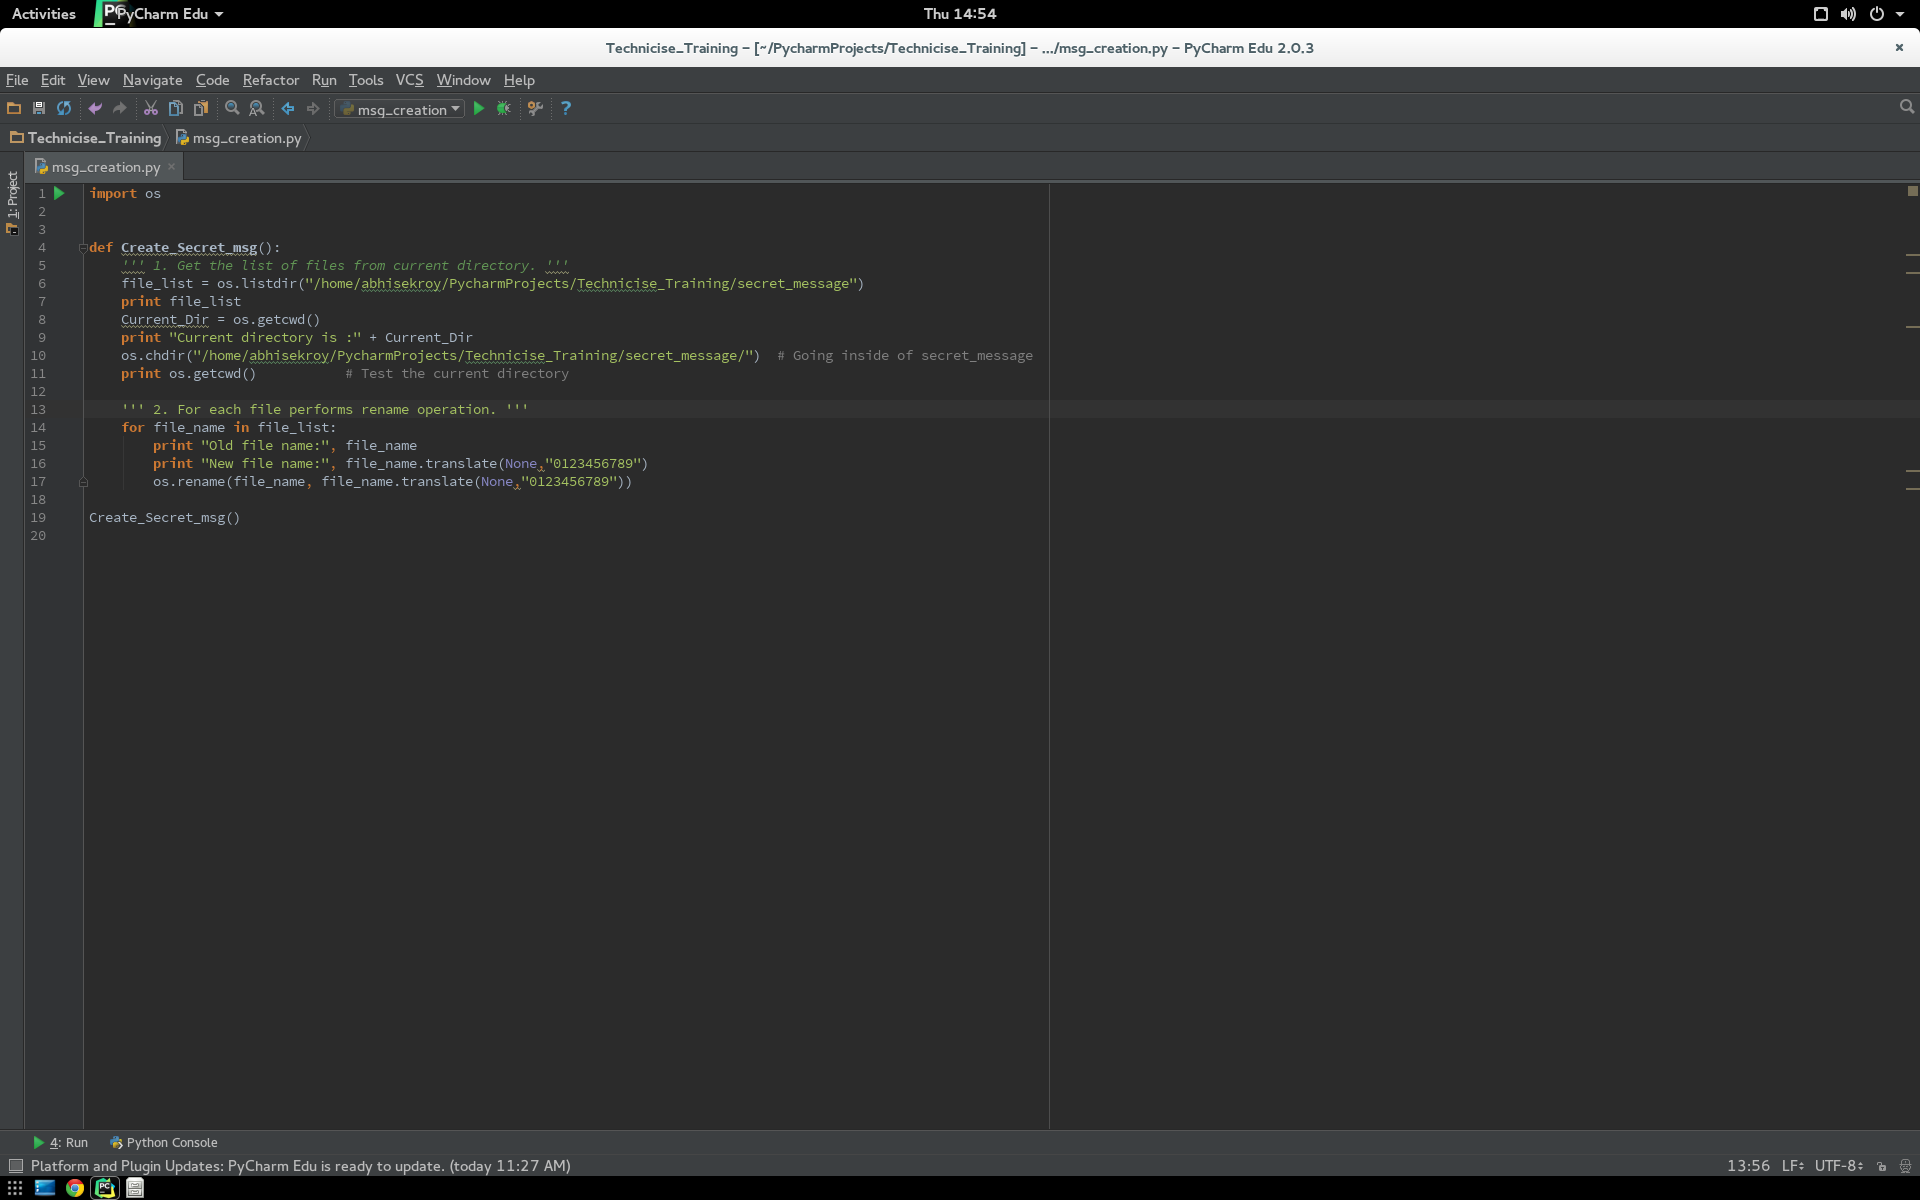 Activities PyCharm Edu Thu 14:54
Technicise_Training – [~/PycharmProjects/Technicise_Training] – .../msg_creation.py – PyCharm Edu 2.0.3
File Edit View Navigate Code Refactor Run Tools VCS Window Help
msg_creation
Technicise_Training msg_creation.py
msg_creation.py
1: Project
1 import os
2
3
4 def Create_Secret_msg():
5     ''' 1. Get the list of files from current directory. '''
6     file_list = os.listdir("/home/abhisekroy/PycharmProjects/Technicise_Training/secret_message")
7     print file_list
8     Current_Dir = os.getcwd()
9     print "Current directory is :" + Current_Dir
10     os.chdir("/home/abhisekroy/PycharmProjects/Technicise_Training/secret_message/")  # Going inside of secret_message
11     print os.getcwd()           # Test the current directory
12
13     ''' 2. For each file performs rename operation. '''
14     for file_name in file_list:
15         print "Old file name:", file_name
16         print "New file name:", file_name.translate(None,"0123456789")
17         os.rename(file_name, file_name.translate(None,"0123456789"))
18
19 Create_Secret_msg()
20
4: Run Python Console
Platform and Plugin Updates: PyCharm Edu is ready to update. (today 11:27 AM) 13:56 LF UTF-8